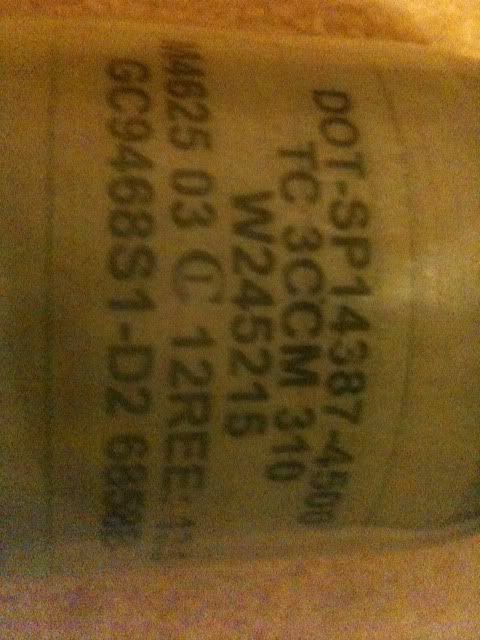 DOT-SP14387-4500
TC 3CCM 310
W245215
M4625 03 C 12REE-
GC9468S1-D2